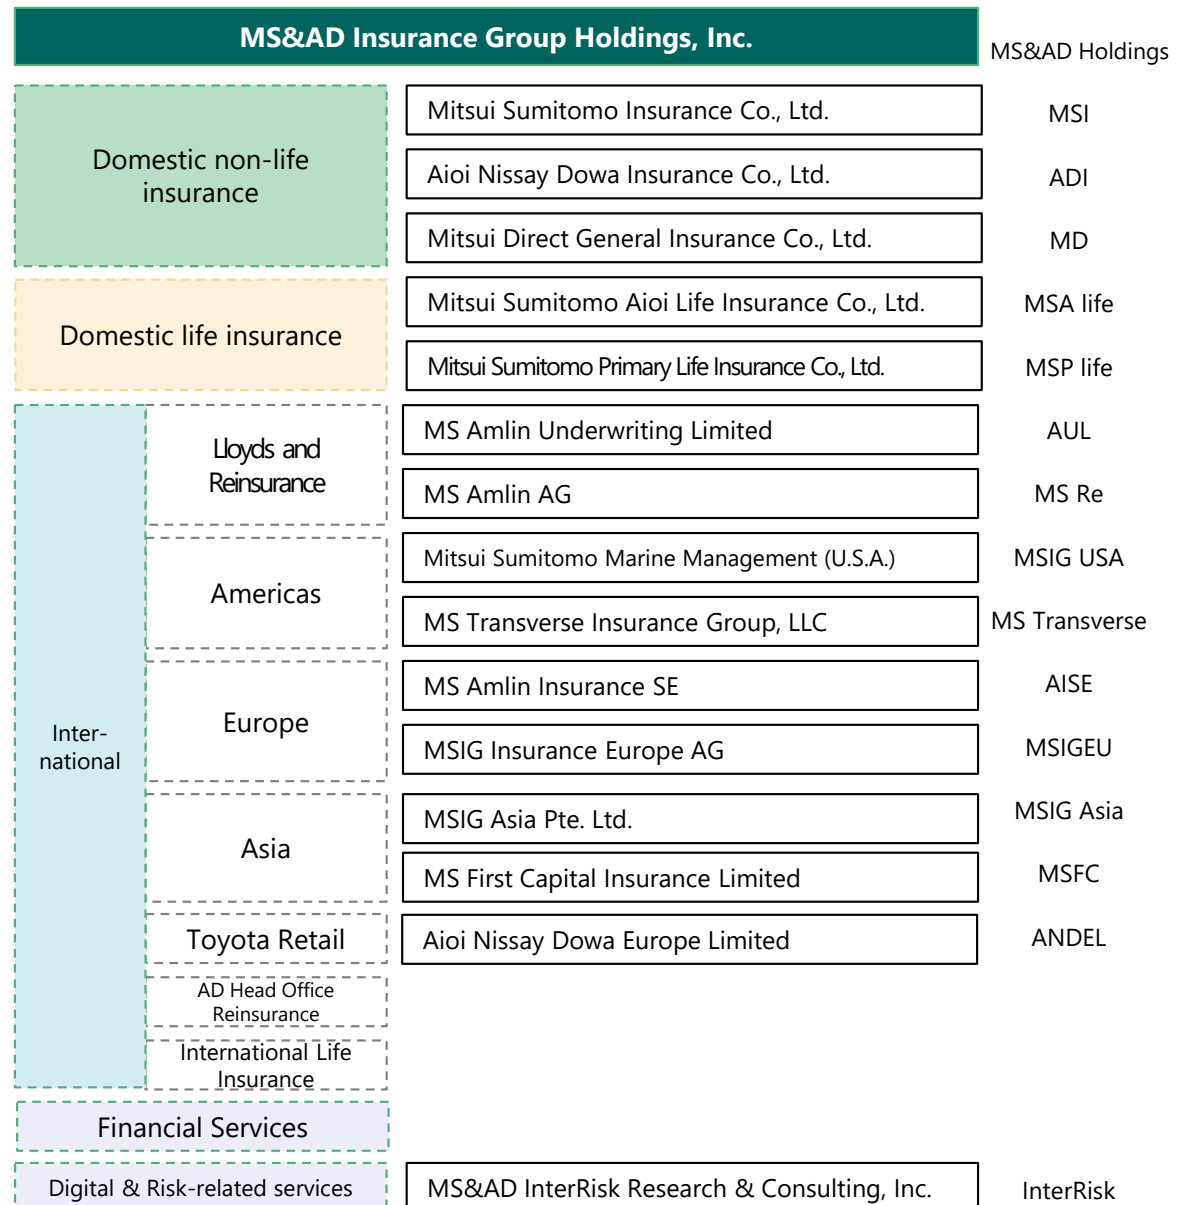 MS&AD Insurance Group Holdings, Inc.
MS&AD Holdings
Domestic non-life
insurance
Mitsui Sumitomo Insurance Co., Ltd.
MSI
Aioi Nissay Dowa Insurance Co., Ltd.
ADI
Mitsui Direct General Insurance Co., Ltd.
MD
Domestic life insurance
Mitsui Sumitomo Aioi Life Insurance Co., Ltd.
MSA life
Mitsui Sumitomo Primary Life Insurance Co., Ltd.
MSP life
Inter-
national
Lloyds and
Reinsurance
MS Amlin Underwriting Limited
AUL
MS Amlin AG
MS Re
Americas
Mitsui Sumitomo Marine Management (U.S.A.)
MSIG USA
MS Transverse Insurance Group, LLC
MS Transverse
Europe
MS Amlin Insurance SE
AISE
MSIG Insurance Europe AG
MSIGEU
Asia
MSIG Asia Pte. Ltd.
MSIG Asia
MS First Capital Insurance Limited
MSFC
Toyota Retail
Aioi Nissay Dowa Europe Limited
ANDEL
AD Head Office
Reinsurance
International Life
Insurance
Financial Services
Digital & Risk-related services
MS&AD InterRisk Research & Consulting, Inc.
InterRisk